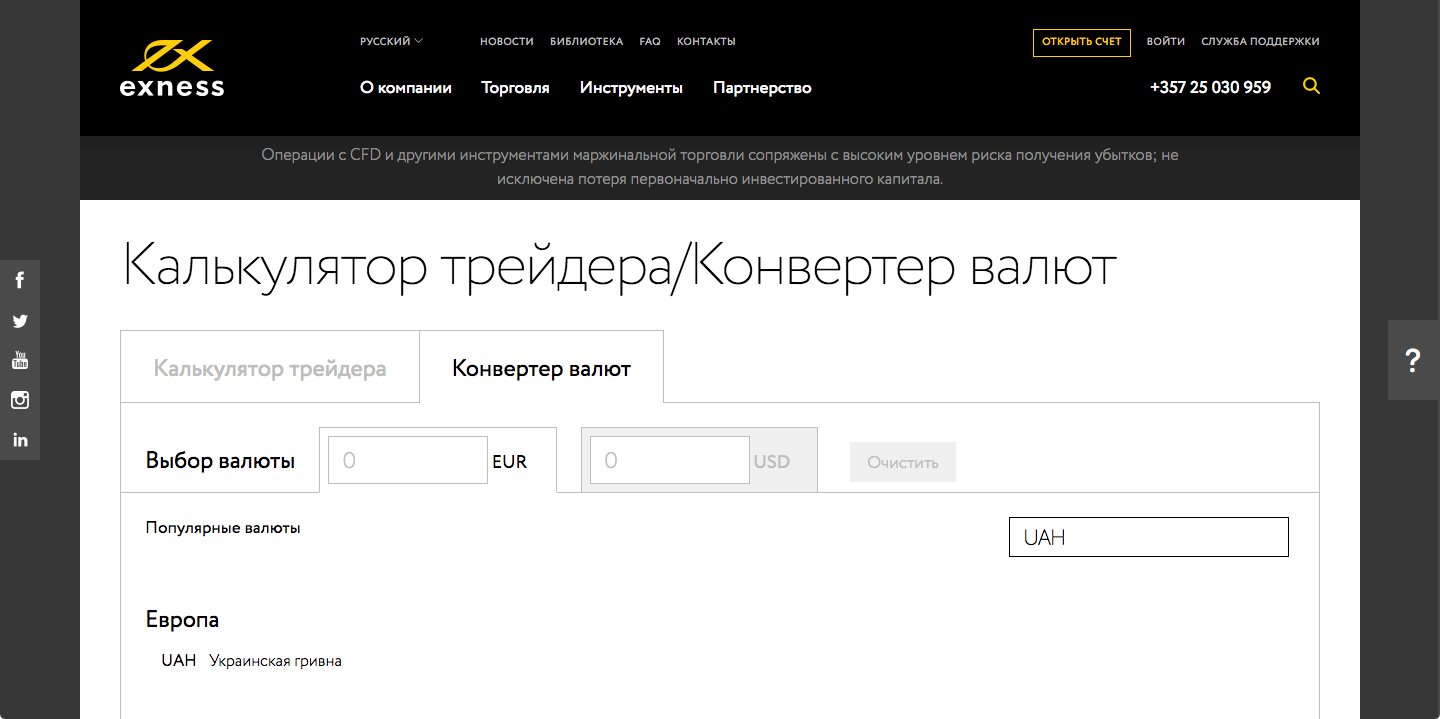 РУССКИЙ
НОВОСТИ БИБЛИОТЕКА FAQ КОНТАКТЫ
ОТКРЫТЬ СЧЕТ ВОЙТИ СЛУЖБА ПОДДЕРЖКИ
exness
О компании Торговля Инструменты Партнерство
+357 25 030 959
Операции с CFD и другими инструментами маржинальной торговли сопряжены с высоким уровнем риска получения убытков; не
исключена потеря первоначально инвестированного капитала.
Калькулятор трейдера/Конвертер валют
f
You
Tube
in
?
Калькулятор трейдера Конвертер валют
Выбор валюты 0 EUR 0 USD Очистить
Популярные валюты UAH
Европа
UAH Украинская гривна